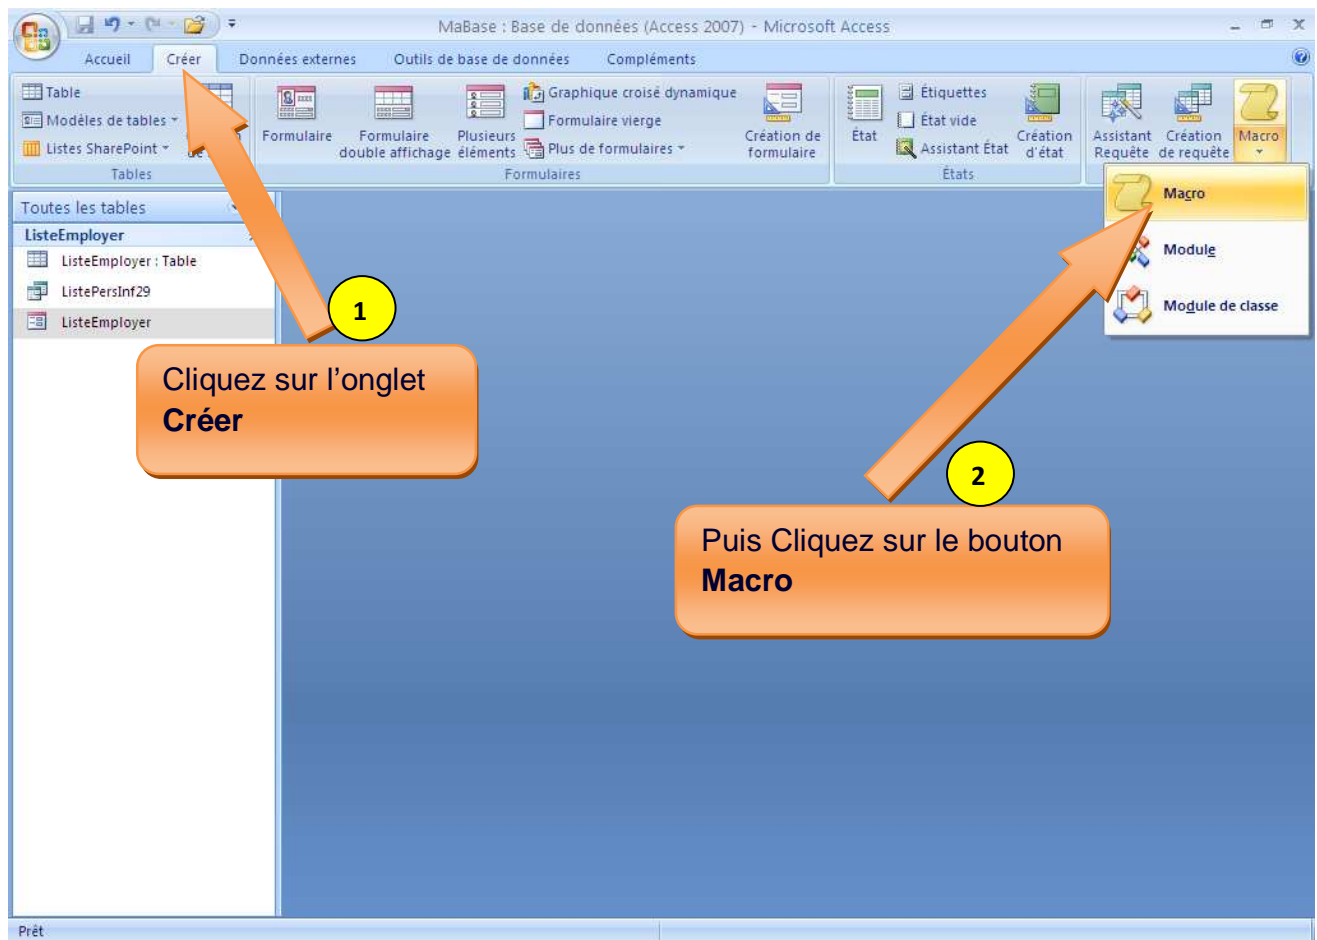 MaBase : Base de données (Access 2007) - Microsoft Access
Accueil Créer Données externes Outils de base de données Compléments
Table
Modèles de tables
Listes SharePoint
de
Tables
Formulaire
Formulaire
double affichage
Plusieurs
éléments
Graphique croisé dynamique
Formulaire vierge
Plus de formulaires
Création de
formulaire
Formulaires
État
Étiquettes
État vide
Assistant État
Création
d'état
États
Assistant
Requête
Création
de requête
Macro
Macro
Module
Module de classe
Toutes les tables
ListeEmployer
ListeEmployer : Table
ListePersInf29
ListeEmployer
1
Cliquez sur l’onglet
Créer
2
Puis Cliquez sur le bouton
Macro
Prêt